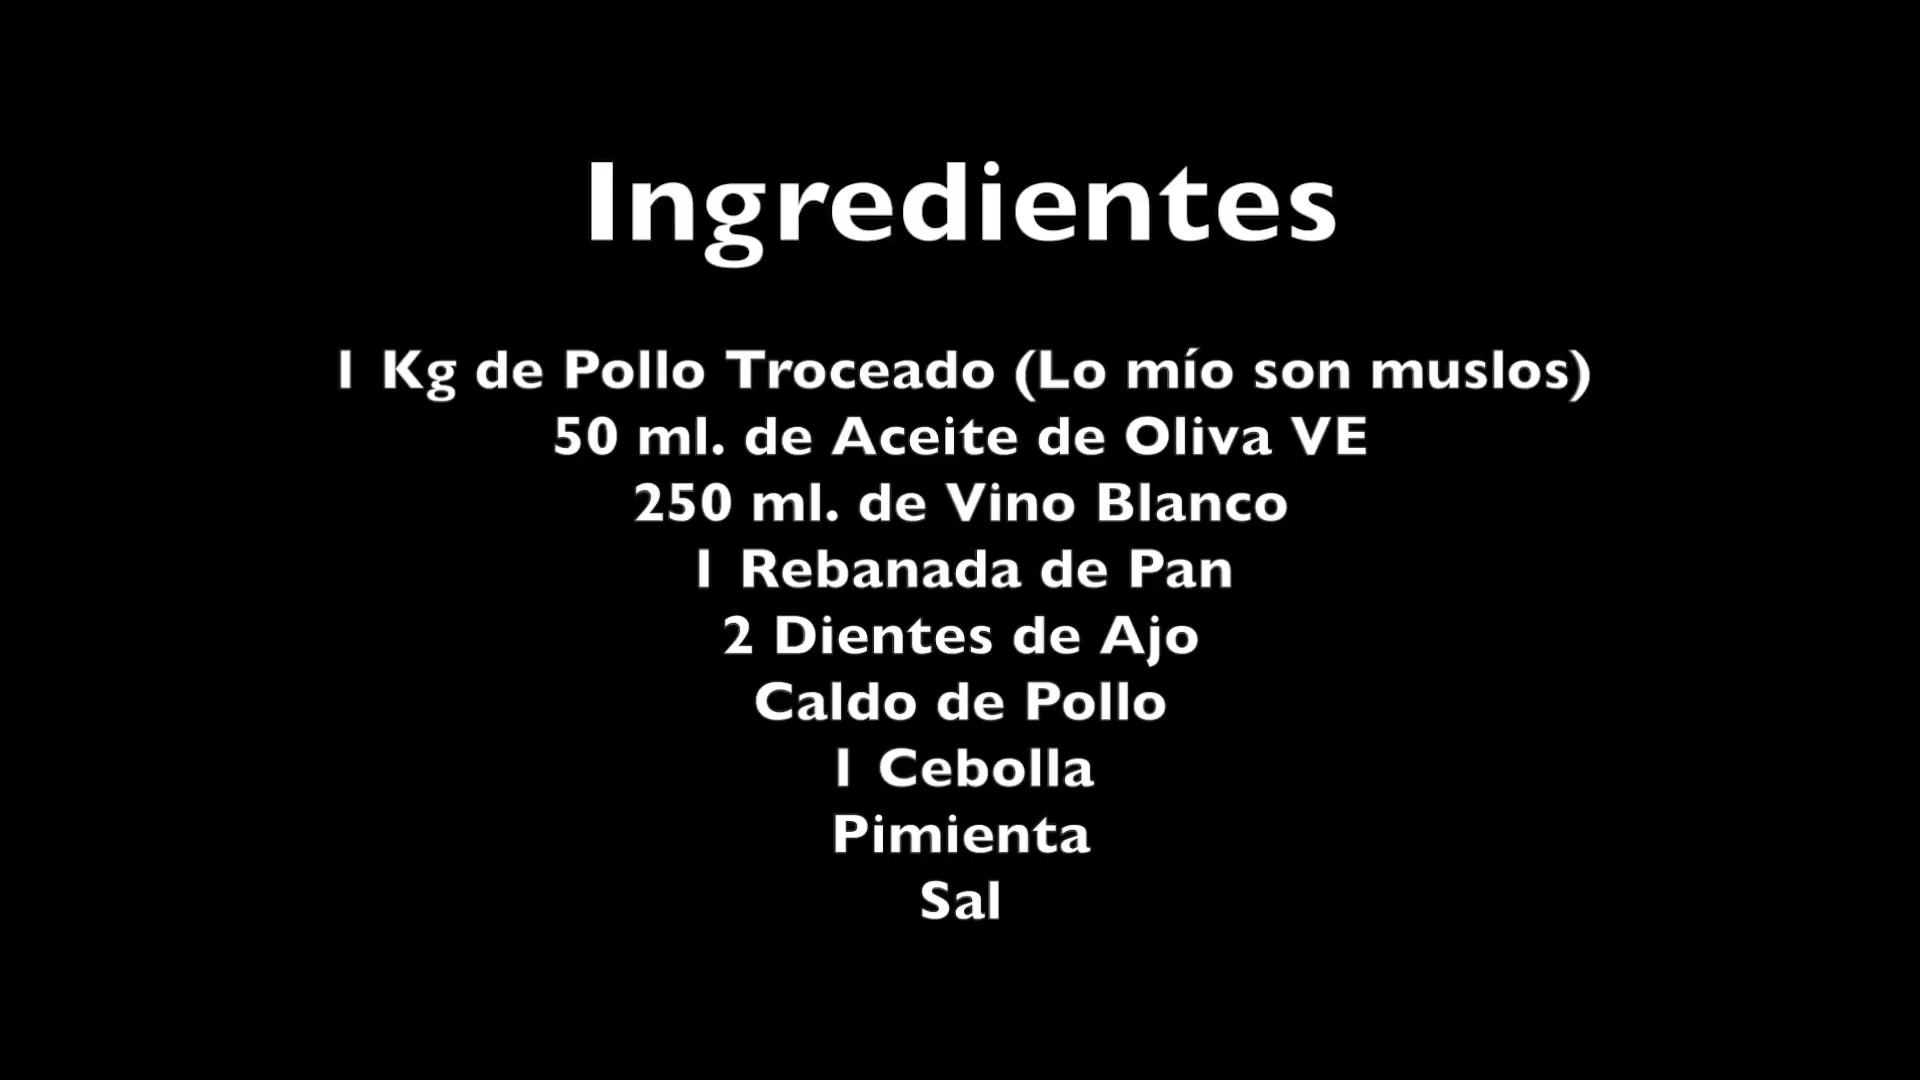 Ingredientes
1 Kg de Pollo Troceado (Lo mío son muslos)
50 ml. de Aceite de Oliva VE
250 ml. de Vino Blanco
1 Rebanada de Pan
2 Dientes de Ajo
Caldo de Pollo
1 Cebolla
Pimienta
Sal